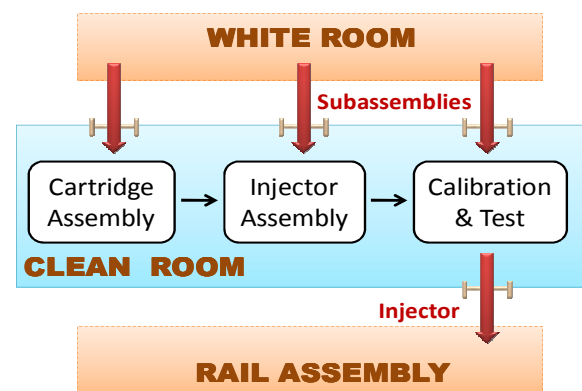 WHITE ROOM
Subassemblies
Cartridge
Assembly
Injector
Assembly
Calibration
& Test
CLEAN ROOM
Injector
RAIL ASSEMBLY